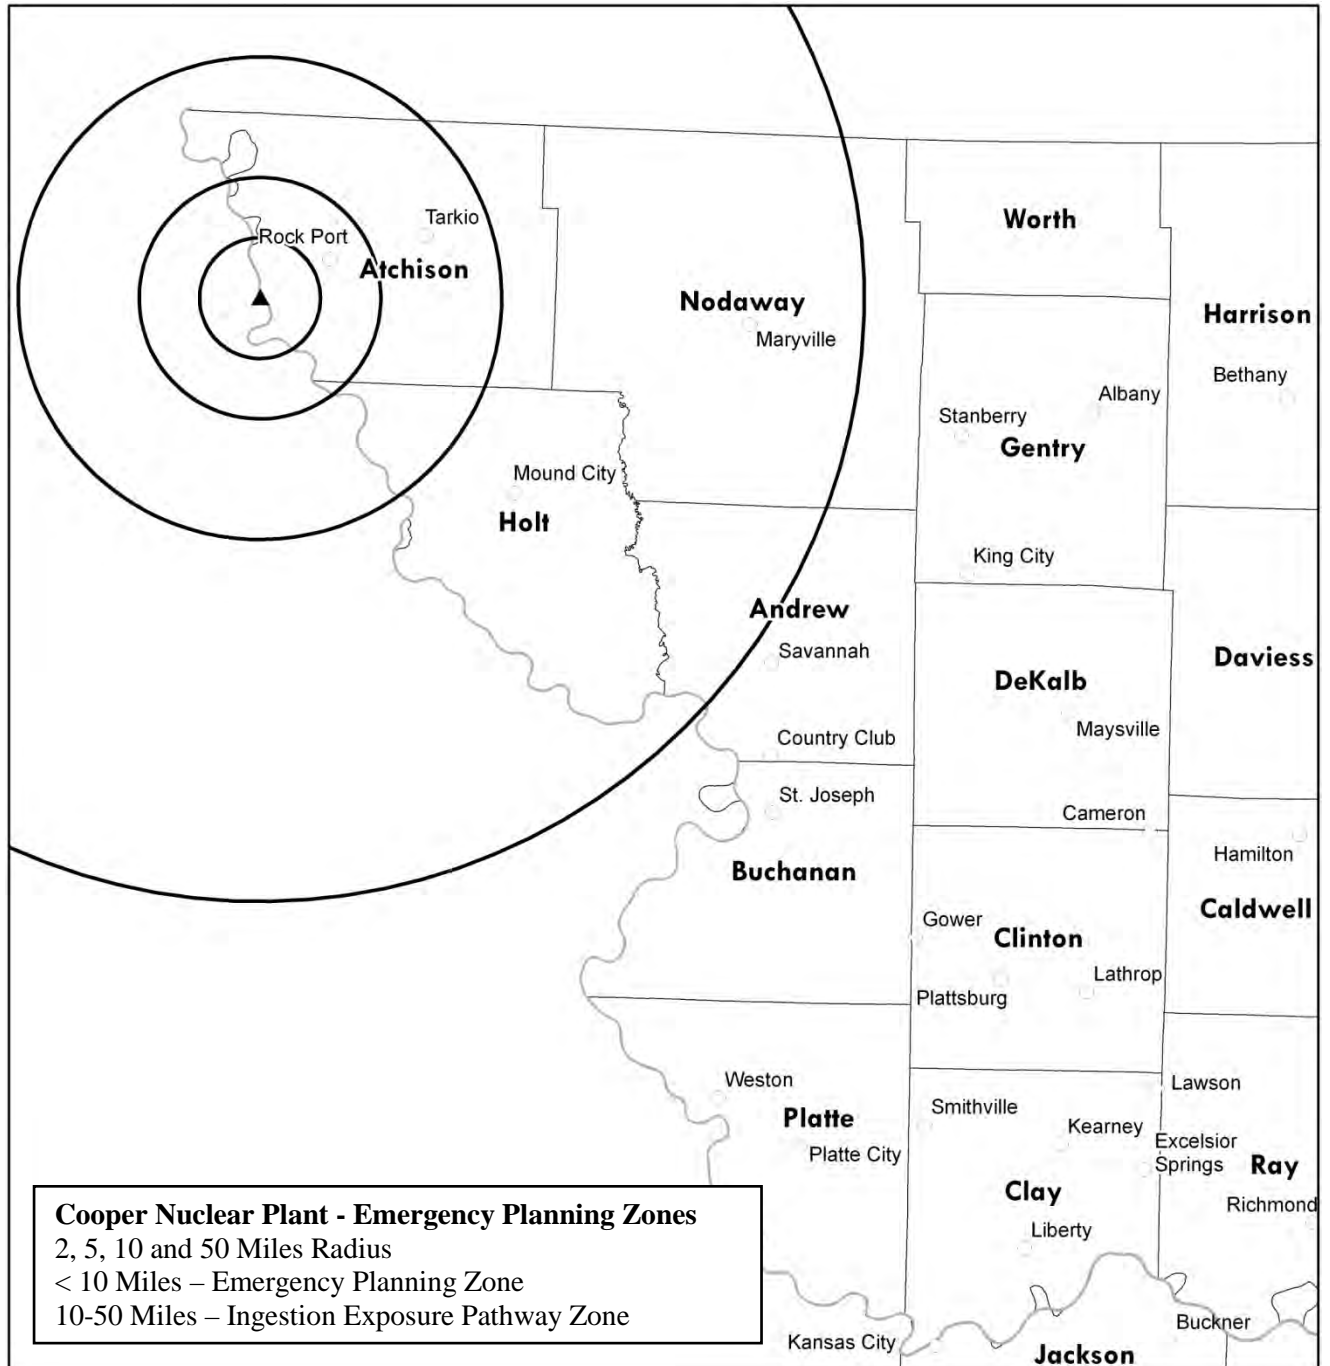 Worth
Tarkio
Rock Port
Atchison
Nodaway
Maryville
Harrison
Bethany
Albany
Stanberry
Gentry
Mound City
Holt
King City
Andrew
Savannah
DeKalb
Daviess
Maysville
Country Club
St. Joseph
Cameron
Hamilton
Buchanan
Caldwell
Gower
Clinton
Lathrop
Plattsburg
Weston
Lawson
Smithville
Platte
Kearney
Platte City
Excelsior
Springs
Ray
Clay
Richmond
Liberty
Cooper Nuclear Plant - Emergency Planning Zones
2, 5, 10 and 50 Miles Radius
< 10 Miles – Emergency Planning Zone
10-50 Miles – Ingestion Exposure Pathway Zone
Buckner
Kansas City
Jackson